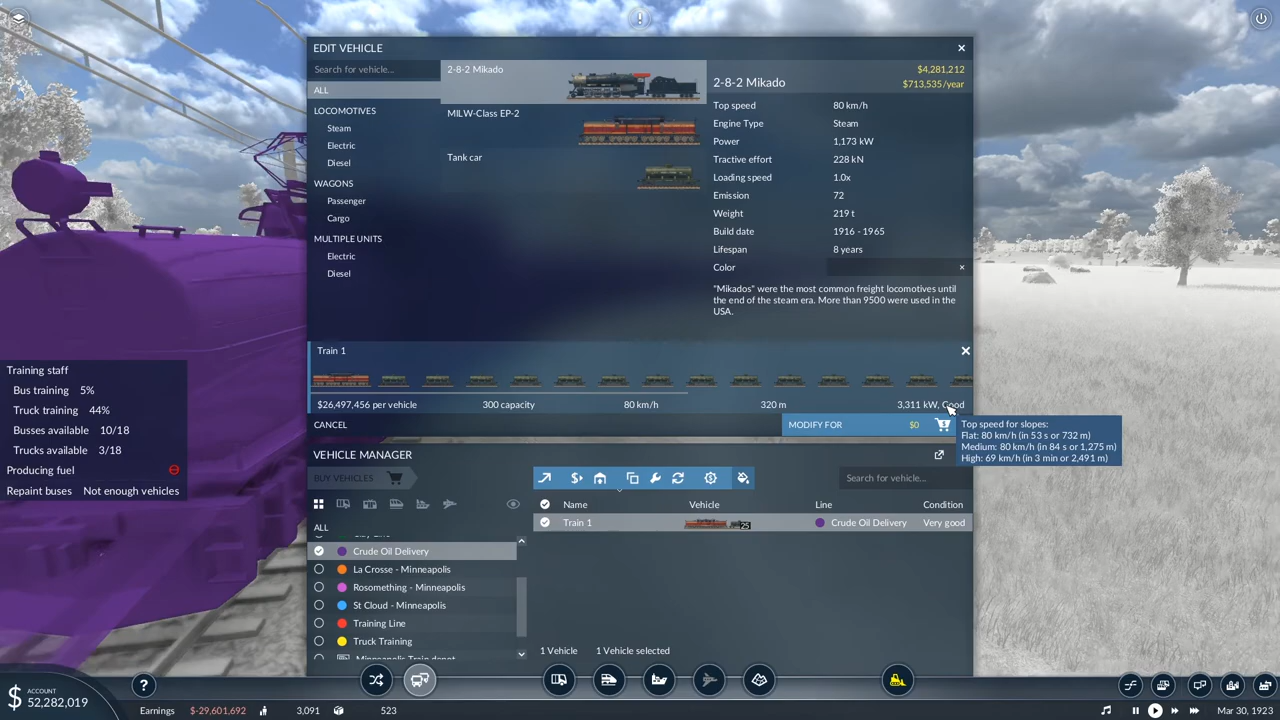 EDIT VEHICLE
Search for vehicle...
ALL
LOCOMOTIVES
Steam
Electric
Diesel
WAGONS
Passenger
Cargo
MULTIPLE UNITS
Electric
Diesel
2-8-2 Mikado
MILW-Class EP-2
Tank car
$4,281,212
2-8-2 Mikado
$713,535/year
Top speed 80 km/h
Engine Type Steam
Power 1,173 kW
Tractive effort 228 kN
Loading speed 1.0x
Emission 72
Weight 219 t
Build date 1916 - 1965
Lifespan 8 years
Color
"Mikados" were the most common freight locomotives until
the end of the steam era. More than 9500 were used in the
USA.
Train 1
$26,497,456 per vehicle 300 capacity 80 km/h 320 m 3,311 kW, Good
CANCEL MODIFY FOR $0
Top speed for slopes:
Flat: 80 km/h (in 53 s or 732 m)
Medium: 80 km/h (in 84 s or 1,275 m)
High: 69 km/h (in 3 min or 2,491 m)
Training staff
Bus training 5%
Truck training 44%
Busses available 10/18
Trucks available 3/18
Producing fuel
Repaint buses Not enough vehicles
VEHICLE MANAGER
BUY VEHICLES
Search for vehicle...
Name Vehicle Line Condition
Train 1 25 Crude Oil Delivery Very good
ALL
Crude Oil Delivery
La Crosse - Minneapolis
Rosomething - Minneapolis
St Cloud - Minneapolis
Training Line
Truck Training
Minneapolis Train depot
1 Vehicle 1 Vehicle selected
$ ACCOUNT
52,282,019
?
Earnings $-29,601,692 3,091 523
Mar 30, 1923